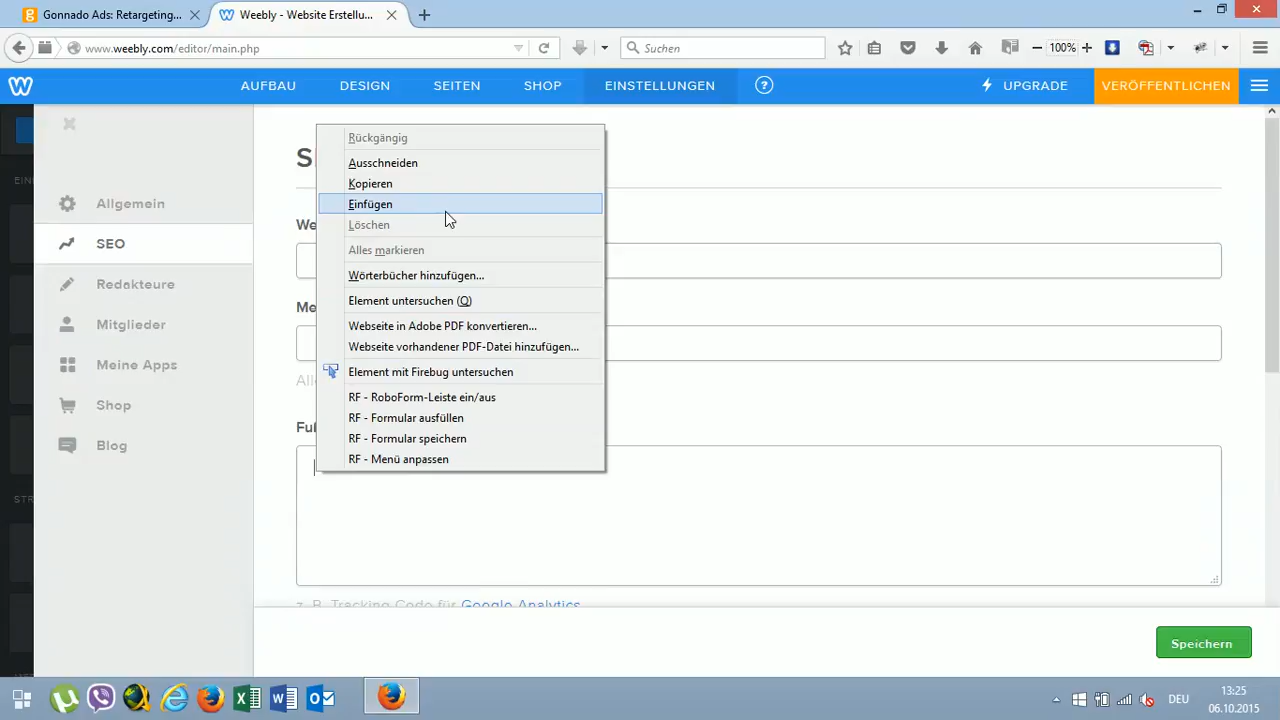 Gonnado Ads: Retargeting...
Weebly - Website Erstellu...
www.weebly.com/editor/main.php
Suchen
100%
AUFBAU
DESIGN
SEITEN
SHOP
EINSTELLUNGEN
?
UPGRADE
VERÖFFENTLICHEN
Allgemein
SEO
Redakteure
Mitglieder
Meine Apps
Shop
Blog
Rückgängig
Ausschneiden
Kopieren
Einfügen
Löschen
Alles markieren
Wörterbücher hinzufügen...
Element untersuchen (Q)
Webseite in Adobe PDF konvertieren...
Webseite vorhandener PDF-Datei hinzufügen...
Element mit Firebug untersuchen
RF - RoboForm-Leiste ein/aus
RF - Formular ausfüllen
RF - Formular speichern
RF - Menü anpassen
z. B. Tracking Code für Google Analytics
Speichern
DEU
13:25
06.10.2015